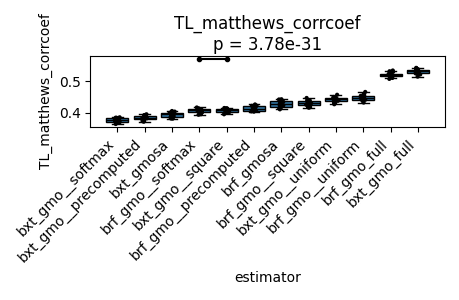 TL_matthews_corrcoef
p = 3.78e-31
TL_matthews_corrcoef
0.5
0.4
bxt_gmo__softmax
bxt_gmo__precomputed
bxt_gmosa
brf_gmo__softmax
bxt_gmo__square
brf_gmo__precomputed
brf_gmosa
brf_gmo__square
bxt_gmo__uniform
brf_gmo__uniform
brf_gmo_full
bxt_gmo_full
estimator